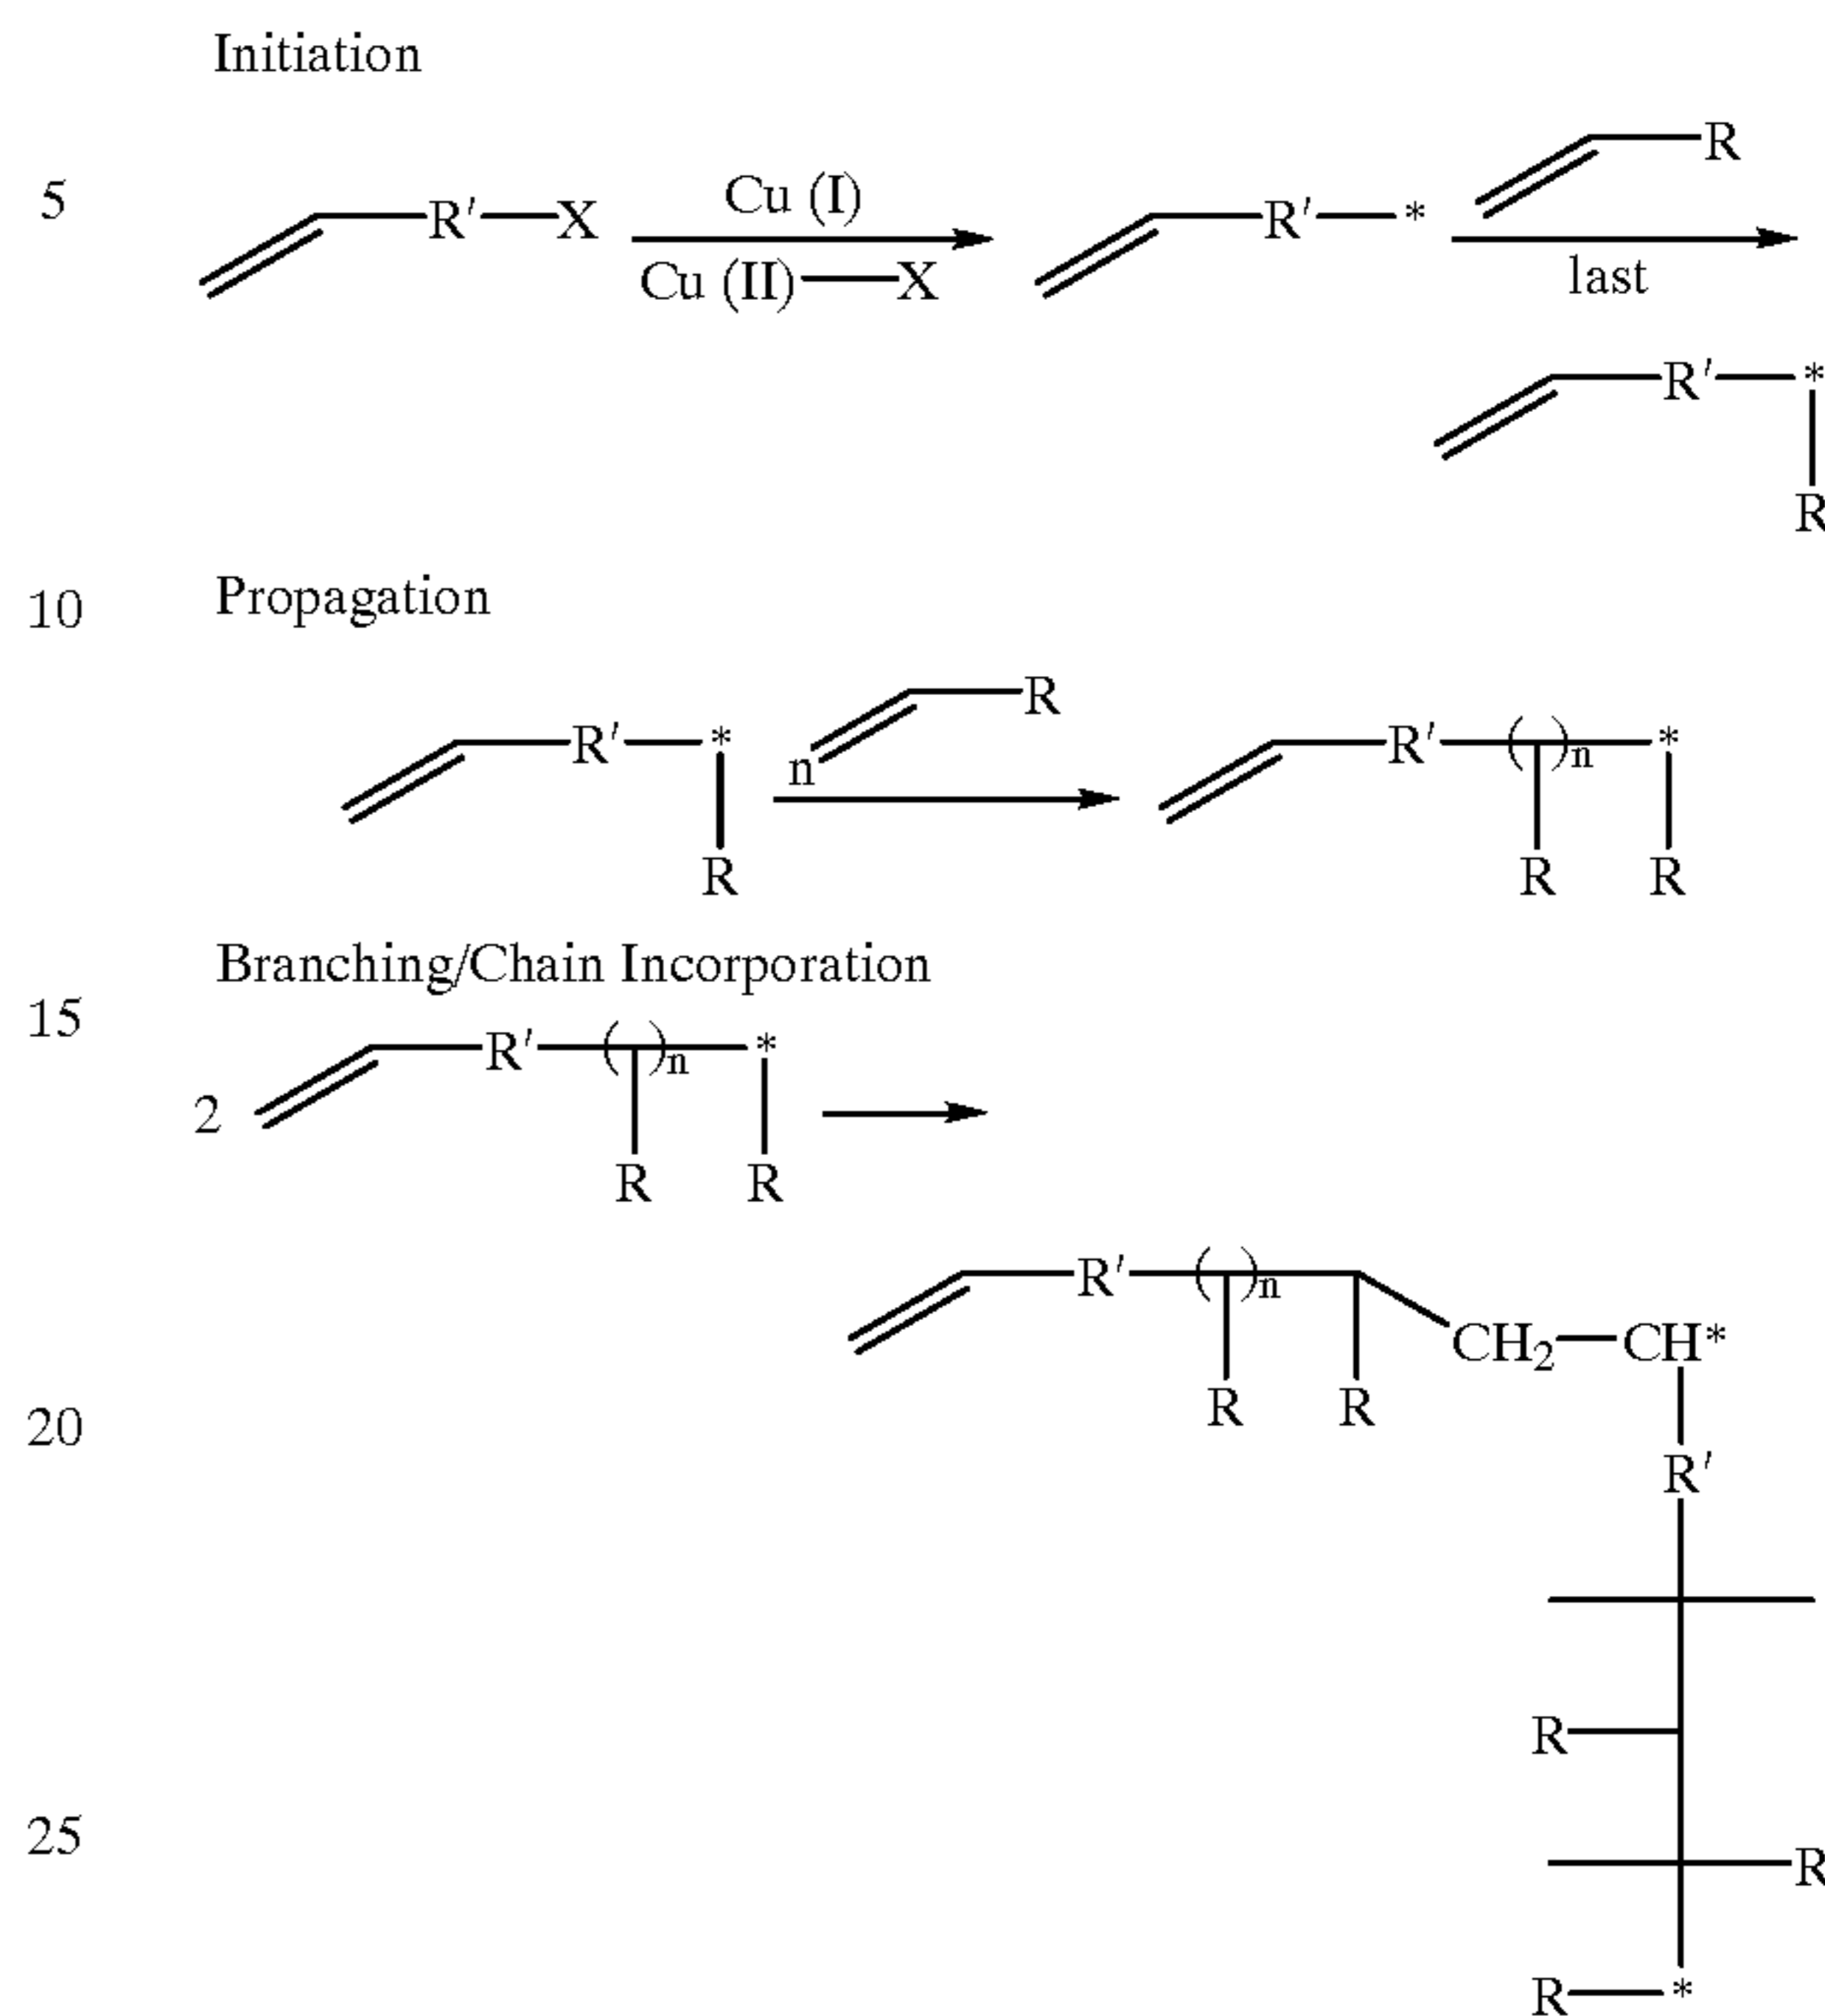 Initiation
R
5 R′ X Cu (I) R′ *
Cu (II) X last
R′ *
R
10 Propagation
R
R′ * n R′ ( )n *
R R R
Branching/Chain Incorporation
15
R′ ( )n *
2
R R
R′ ( )n
CH2 CH*
R R
20
R′
R
25
R
R *